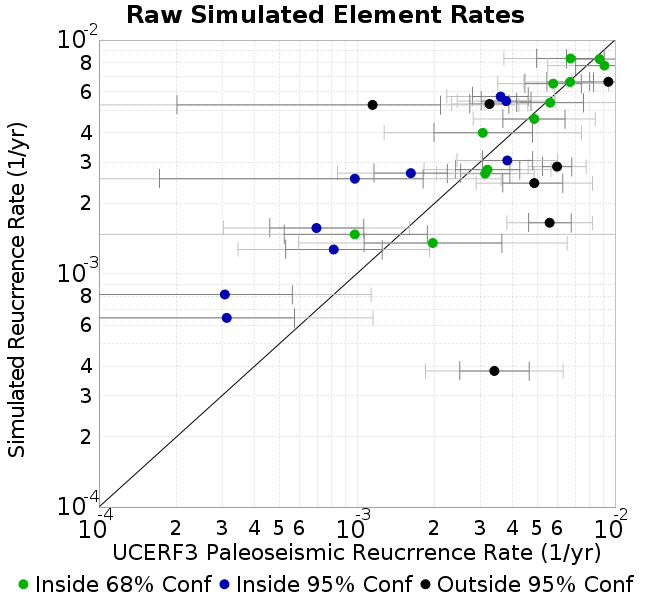 Raw Simulated Element Rates
10-2
8
6
4
3
2
10-3
8
6
4
3
2
10-4
Simulated Reucrrence Rate (1/yr)
10-4 2 3 4 5 6 10-3 2 3 4 5 6 10-2
UCERF3 Paleoseismic Reucrrence Rate (1/yr)
Inside 68% Conf Inside 95% Conf Outside 95% Conf